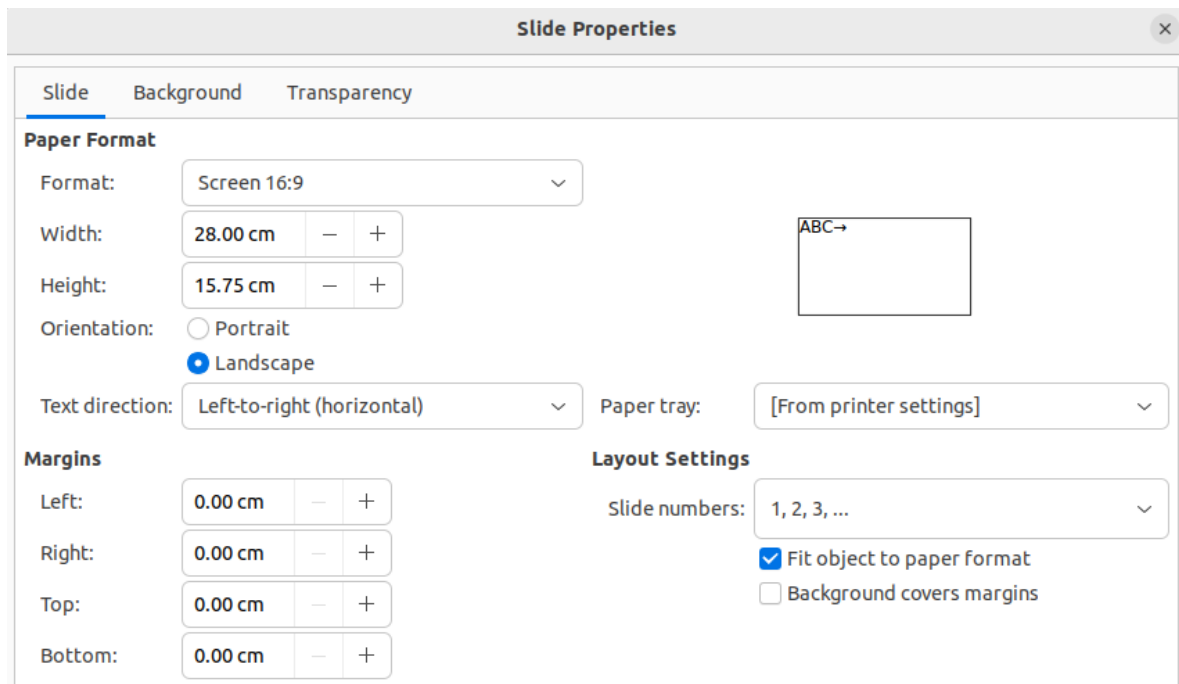 Slide Properties
Slide Background Transparency
Paper Format
Format: Screen 16:9
Width: 28.00 cm
ABC→
Height: 15.75 cm
Orientation: Portrait
Landscape
Text direction: Left-to-right (horizontal) Paper tray: [From printer settings]
Margins
Left: 0.00 cm
Right: 0.00 cm
Top: 0.00 cm
Bottom: 0.00 cm
Layout Settings
Slide numbers: 1, 2, 3, ...
Fit object to paper format
Background covers margins